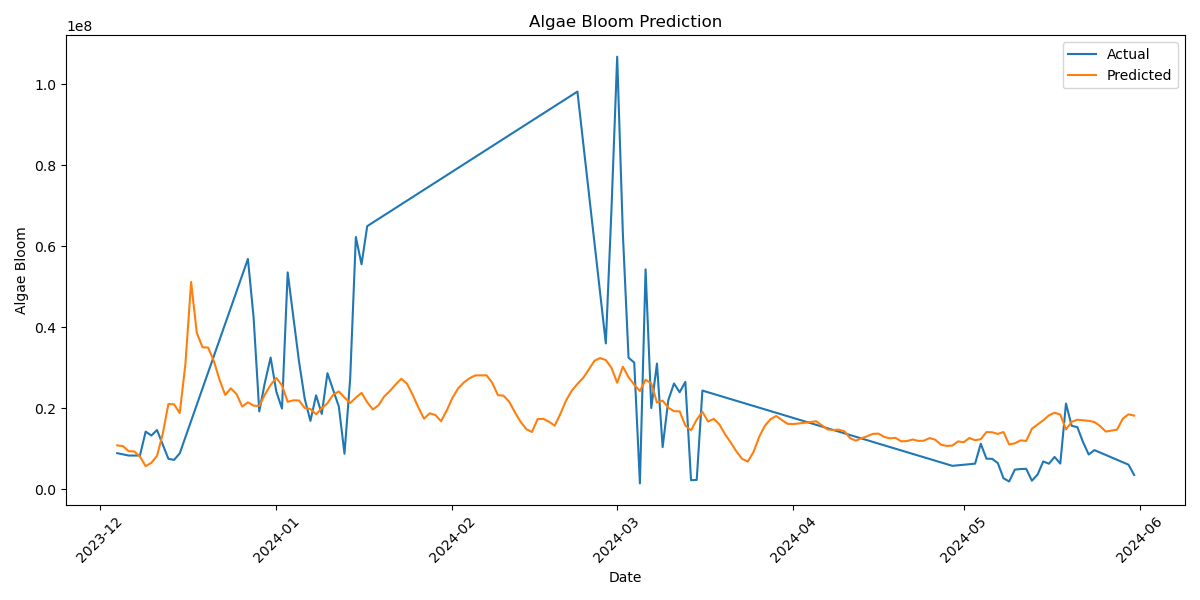 Algae Bloom Prediction
1e8
Actual
Predicted
1.0
0.8
0.6
0.4
0.2
0.0
Algae Bloom
2023-12
2024-01
2024-02
2024-03
2024-04
2024-05
2024-06
Date